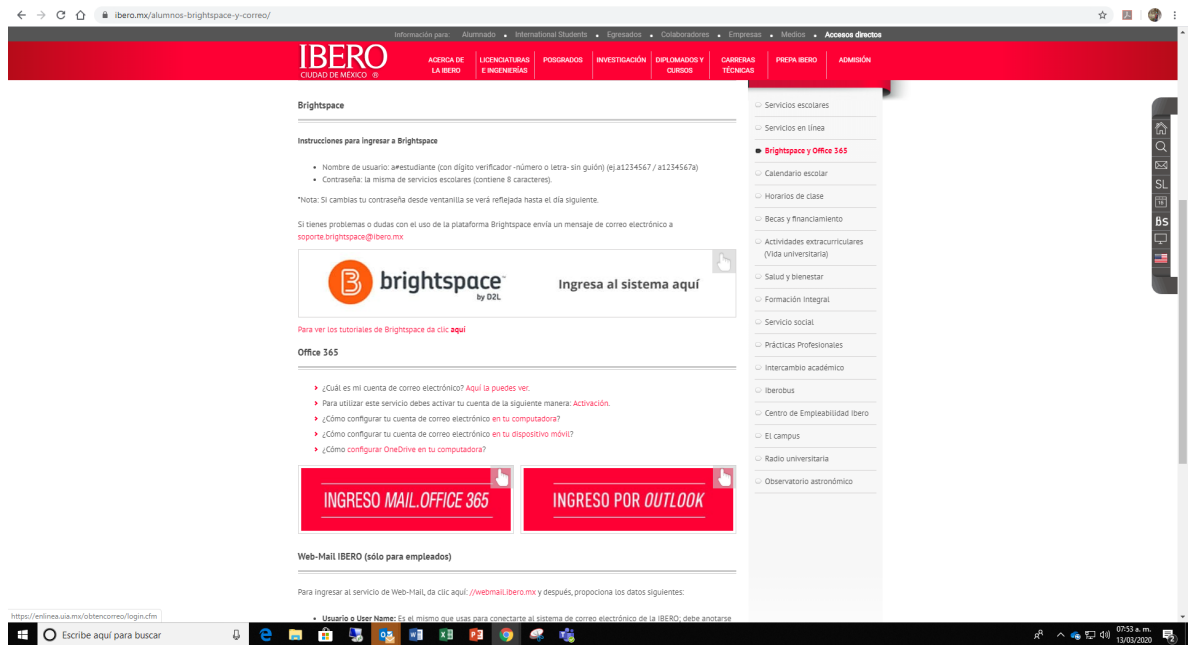 ibero.mx/alumnos-brightspace-y-correo/
Información para: Alumnado • International Students • Egresados • Colaboradores • Empresas • Medios • Accesos directos
IBERO
CIUDAD DE MÉXICO ®
ACERCA DE LA IBERO
LICENCIATURAS E INGENIERÍAS
POSGRADOS
INVESTIGACIÓN
DIPLOMADOS Y CURSOS
CARRERAS TÉCNICAS
PREPA IBERO
ADMISIÓN
Brightspace
Instrucciones para ingresar a Brightspace
• Nombre de usuario: a#estudiante (con dígito verificador -número o letra- sin guión) (ej.a1234567 / a1234567a)
• Contraseña: la misma de servicios escolares (contiene 8 caracteres).
*Nota: Si cambias tu contraseña desde ventanilla se verá reflejada hasta el día siguiente.
Si tienes problemas o dudas con el uso de la plataforma Brightspace envía un mensaje de correo electrónico a
soporte.brightspace@ibero.mx
B brightspace™
by D2L
Ingresa al sistema aquí
Para ver los tutoriales de Brightspace da clic aquí
Office 365
¿Cuál es mi cuenta de correo electrónico? Aquí la puedes ver.
Para utilizar este servicio debes activar tu cuenta de la siguiente manera: Activación.
¿Cómo configurar tu cuenta de correo electrónico en tu computadora?
¿Cómo configurar tu cuenta de correo electrónico en tu dispositivo móvil?
¿Cómo configurar OneDrive en tu computadora?
INGRESO MAIL.OFFICE 365
INGRESO POR OUTLOOK
Web-Mail IBERO (sólo para empleados)
Para ingresar al servicio de Web-Mail, da clic aquí: //webmail.ibero.mx y después, propociona los datos siguientes:
• Usuario o User Name: Es el mismo que usas para conectarte al sistema de correo electrónico de la IBERO; debe anotarse
Servicios escolares
Servicios en línea
Brightspace y Office 365
Calendario escolar
Horarios de clase
Becas y financiamiento
Actividades extracurriculares
(Vida universitaria)
Salud y bienestar
Formación Integral
Servicio social
Prácticas Profesionales
Intercambio académico
Iberobus
Centro de Empleabilidad Ibero
El campus
Radio universitaria
Observatorio astronómico
SL
Bs
https://enlinea.uia.mx/obtencorreo/login.cfm
Escribe aquí para buscar
07:53 a. m.
13/03/2020